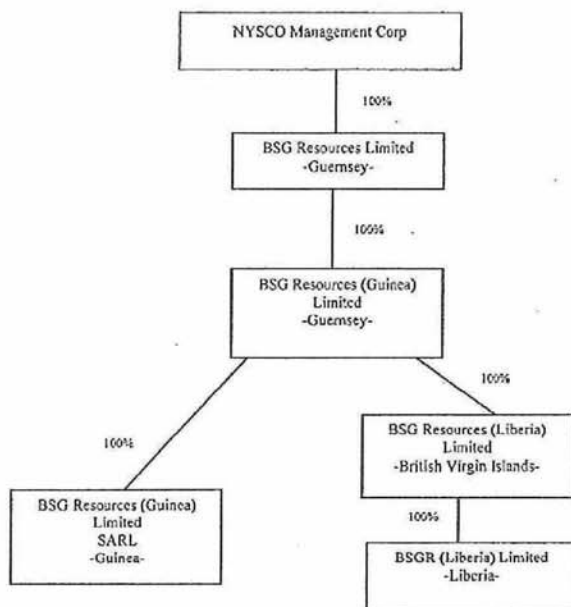 NYSCO Management Corp
100%
BSG Resources Limited
-Guernsey-
100%
BSG Resources (Guinea)
Limited
-Guernsey-
100%
100%
BSG Resources (Liberia)
Limited
-British Virgin Islands-
BSG Resources (Guinea)
Limited
SARL
-Guinea-
100%
BSGR (Liberia) Limited
-Liberia-